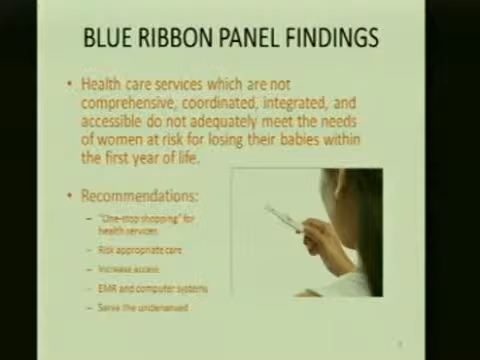 BLUE RIBBON PANEL FINDINGS
• Health care services which are not
comprehensive, coordinated, integrated, and
accessible do not adequately meet the needs
of women at risk for losing their babies within
the first year of life.
• Recommendations:
– "One-stop shopping" for
health services
– Risk appropriate care
– Increase access
– EMR and computer systems
– Serve the underserved